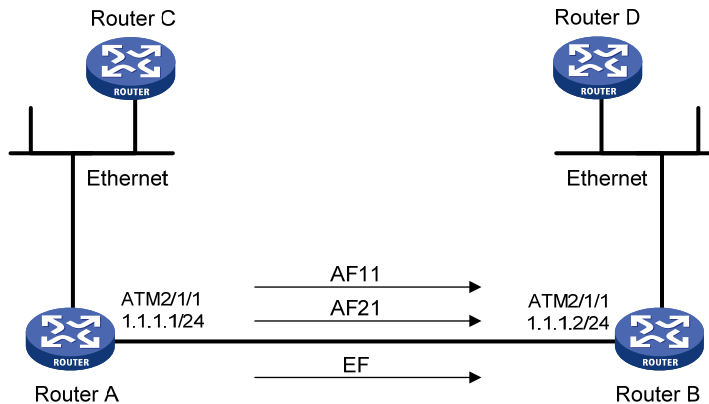 Router C
Router D
ROUTER
ROUTER
Ethernet
Ethernet
AF11
ATM2/1/1
1.1.1.1/24
AF21
ATM2/1/1
1.1.1.2/24
ROUTER
ROUTER
EF
Router A
Router B